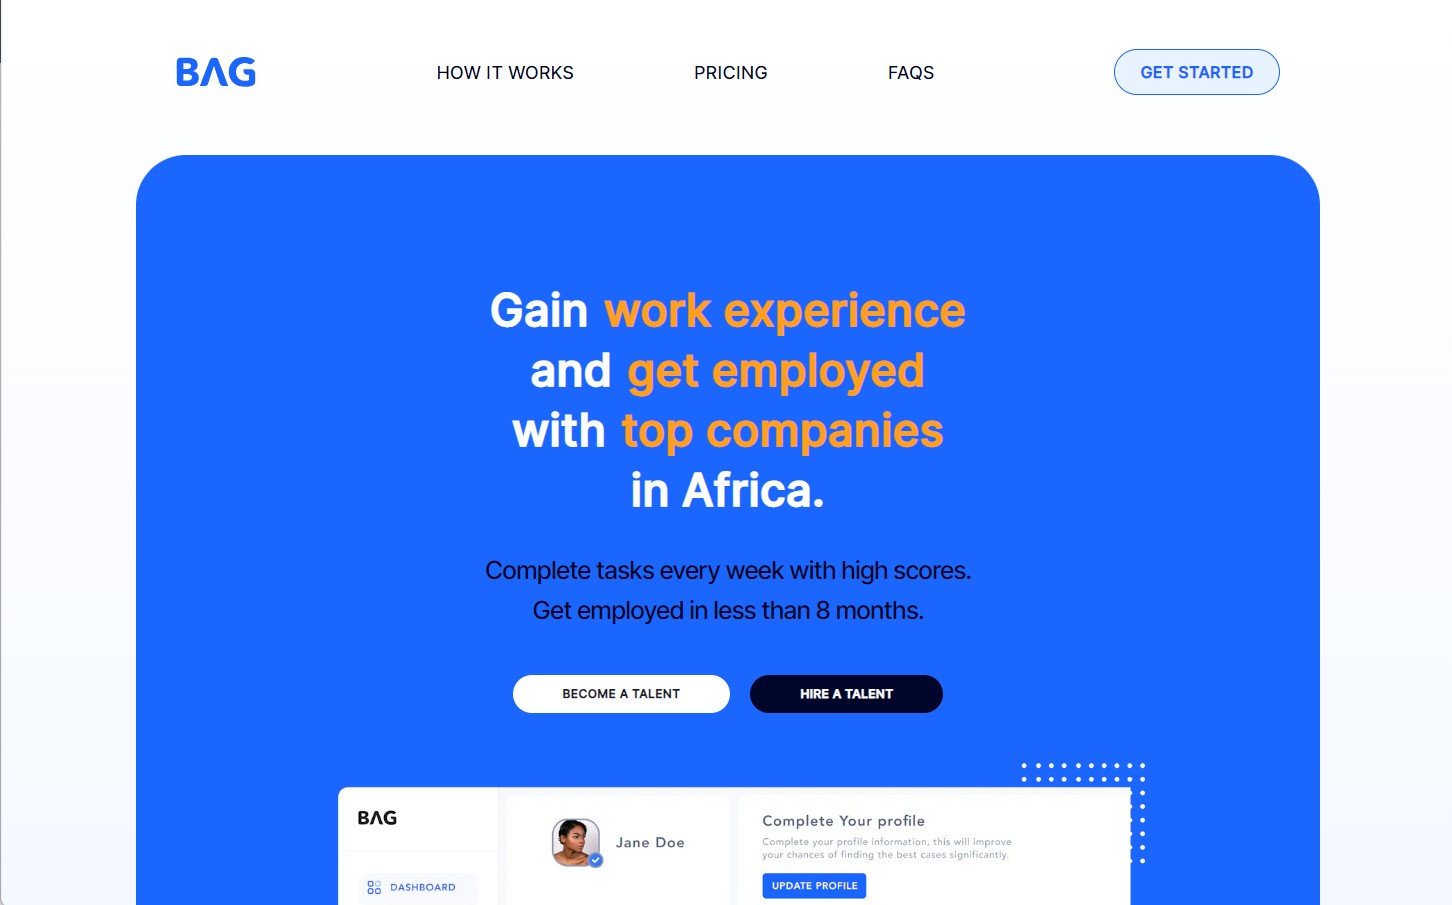 BAG
HOW IT WORKS
PRICING
FAQS
GET STARTED
Gain work experience
and get employed
with top companies
in Africa.
Complete tasks every week with high scores.
Get employed in less than 8 months.
BECOME A TALENT
HIRE A TALENT
BAG
Jane Doe
Complete Your profile
Complete your profile information, this will improve
your chances of finding the best cases significantly.
DASHBOARD
UPDATE PROFILE